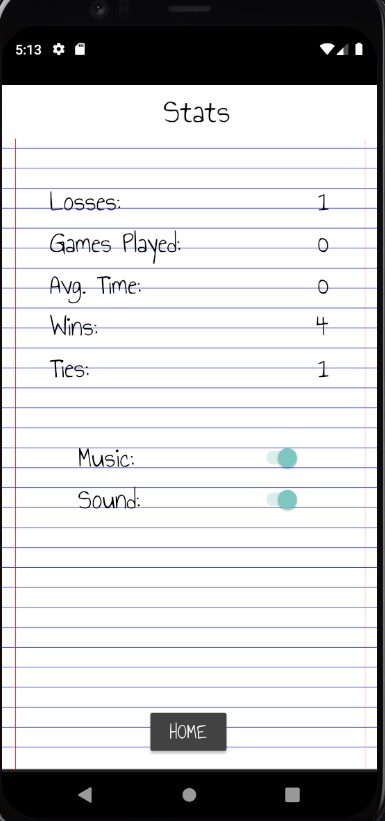 5:13
Stats
Losses: 1
Games Played: 0
Avg. Time: 0
Wins: 4
Ties: 1
Music:
Sound:
HOME